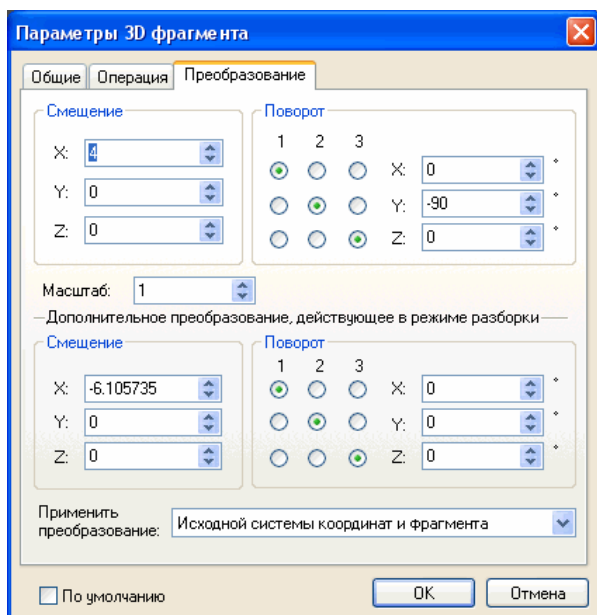 Параметры 3D фрагмента
Общие Операция Преобразование
Смещение Поворот
1 2 3
X: 4 X: 0 °
Y: 0 Y: -90 °
Z: 0 Z: 0 °
Масштаб: 1
Дополнительное преобразование, действующее в режиме разборки
Смещение Поворот
1 2 3
X: -6.105735 X: 0 °
Y: 0 Y: 0 °
Z: 0 Z: 0 °
Применить
преобразование: Исходной системы координат и фрагмента
По умолчанию OK Отмена